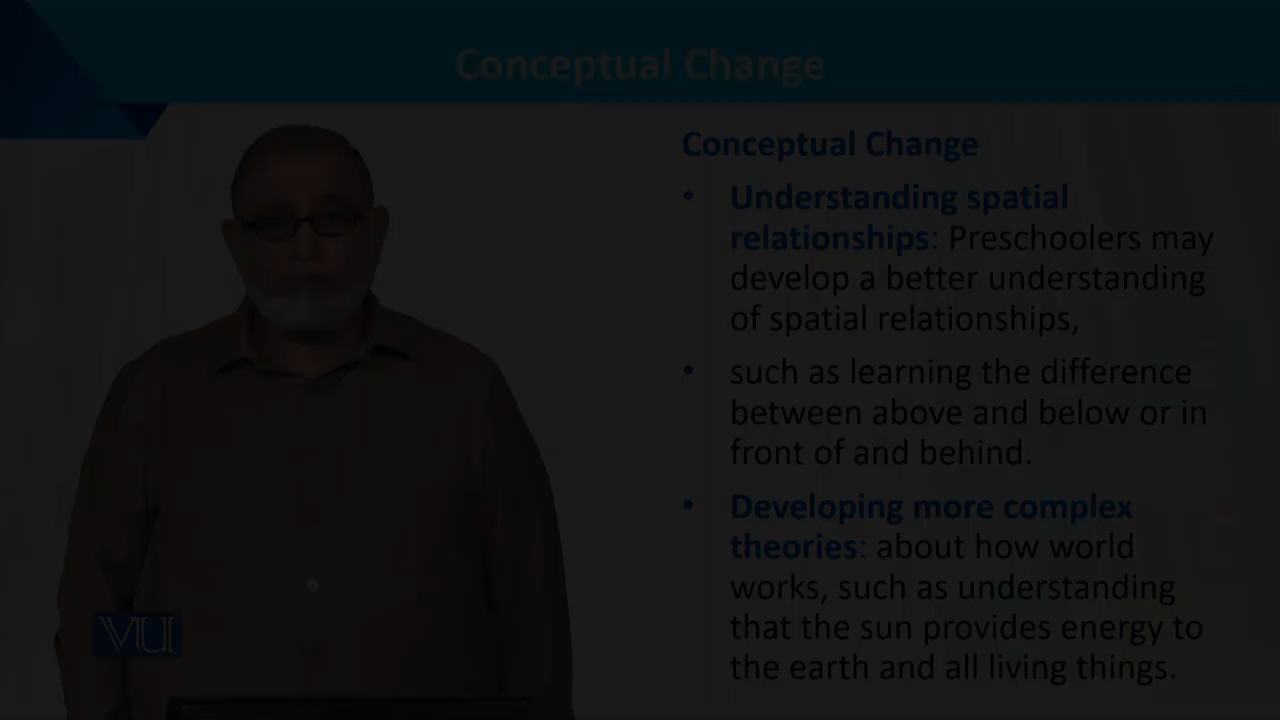 Conceptual Change
Conceptual Change
• Understanding spatial
relationships: Preschoolers may
develop a better understanding
of spatial relationships,
• such as learning the difference
between above and below or in
front of and behind.
• Developing more complex
theories: about how world
works, such as understanding
that the sun provides energy to
the earth and all living things.
VU